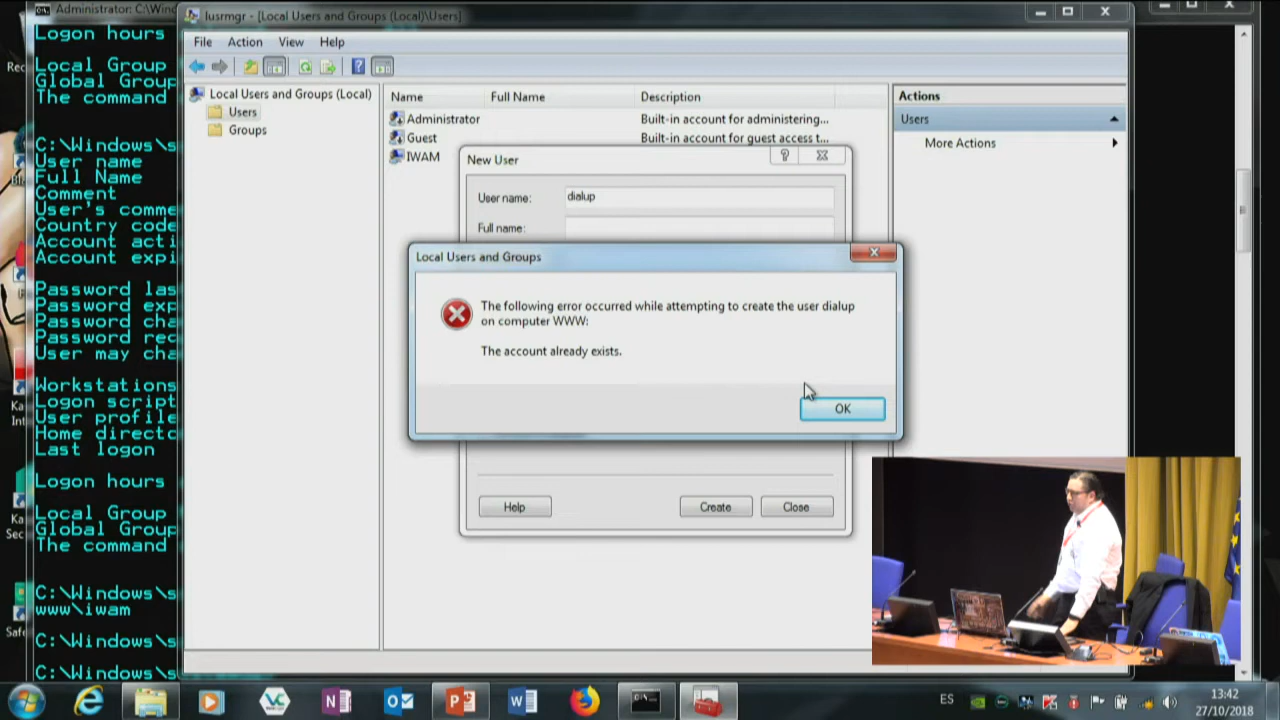 Administrator: C:\Wind
lusrmgr - [Local Users and Groups (Local)\Users]
File Action View Help
Local Users and Groups (Local)
Users
Groups
Name Full Name Description
Administrator Built-in account for administering...
Guest Built-in account for guest access t...
IWAM
Actions
Users
More Actions
New User
User name: dialup
Full name:
Local Users and Groups
The following error occurred while attempting to create the user dialup
on computer WWW:
The account already exists.
OK
Help Create Close
Logon hours
Local Group
Global Group
The command
C:\Windows\s
User name
Full Name
Comment
User's comme
Country code
Account acti
Account expi
Password las
Password exp
Password cha
Password req
User may cha
Workstations
Logon script
User profile
Home directo
Last logon
Logon hours
Local Group
Global Group
The command
C:\Windows\s
www\iwam
C:\Windows\s
C:\Windows\s
Rec
Ka
Int
Ka
Sec
Safe
ES
13:42
27/10/2018